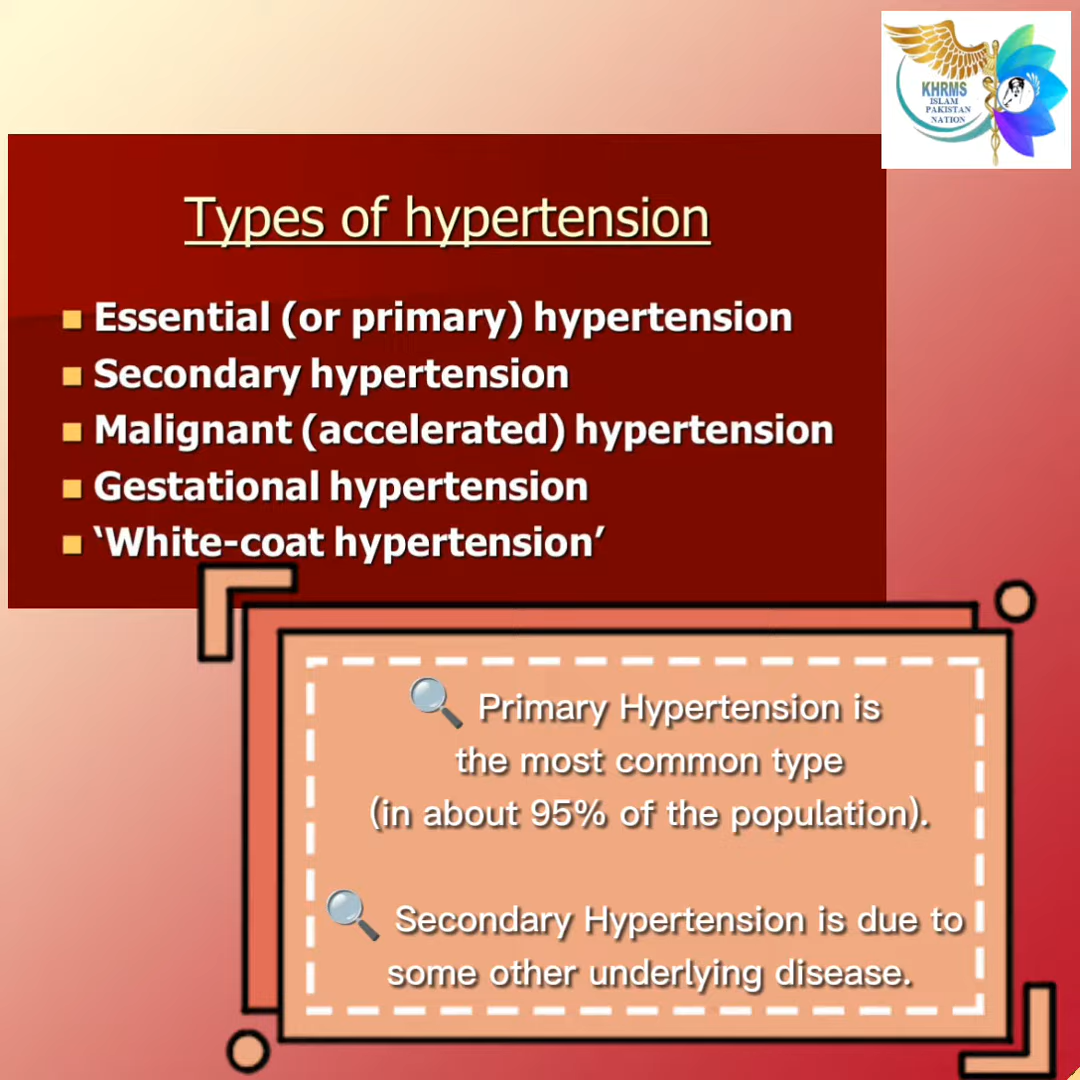 KHRMS
ISLAM
PAKISTAN
NATION
Types of hypertension
Essential (or primary) hypertension
Secondary hypertension
Malignant (accelerated) hypertension
Gestational hypertension
‘White-coat hypertension’
Primary Hypertension is
the most common type
(in about 95% of the population).
Secondary Hypertension is due to
some other underlying disease.